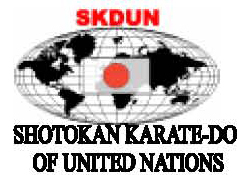 SKDUN
SHOTOKAN KARATE-DO
OF UNITED NATIONS